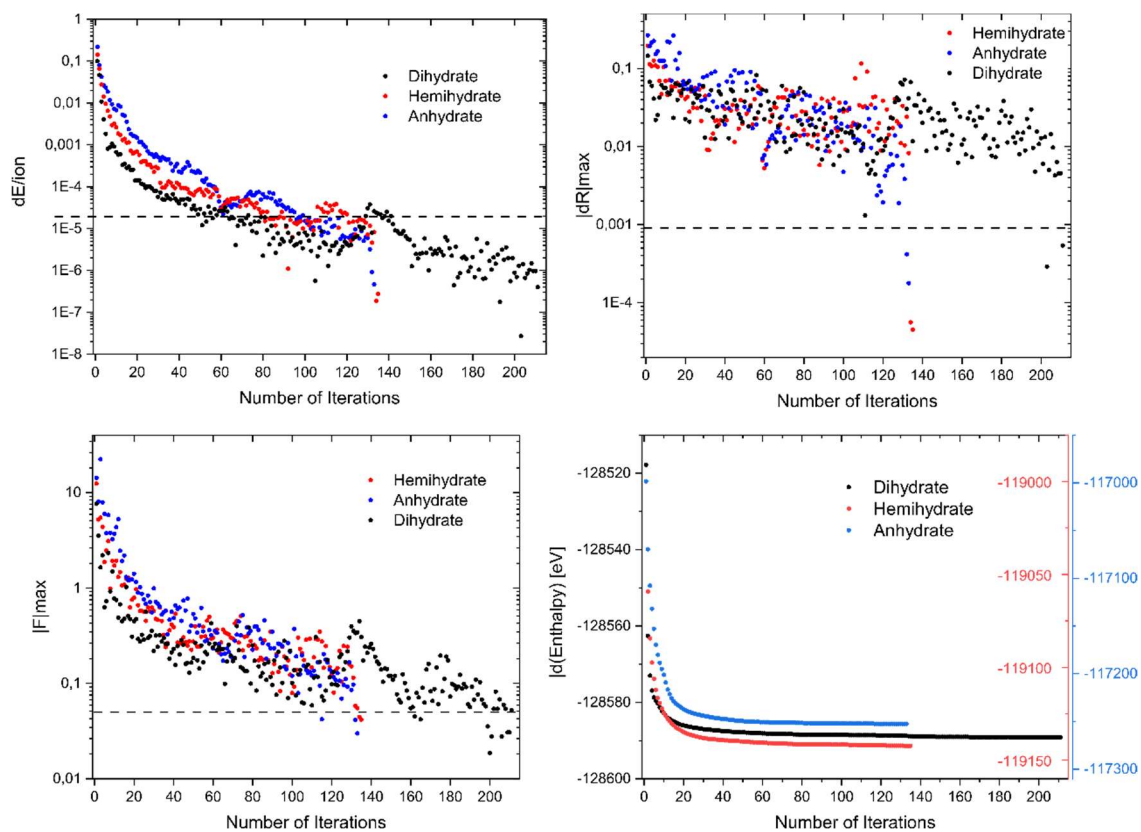 1
0,1
0,01
0,001
1E-4
1E-5
1E-6
1E-7
1E-8
dE/ion
Dihydrate
Hemihydrate
Anhydrate
0 20 40 60 80 100 120 140 160 180 200
Number of Iterations
0,1
0,01
0,001
1E-4
|dR|max
Hemihydrate
Anhydrate
Dihydrate
0 20 40 60 80 100 120 140 160 180 200
Number of Iterations
10
1
0,1
0,01
|F|max
Hemihydrate
Anhydrate
Dihydrate
0 20 40 60 80 100 120 140 160 180 200
Number of Iterations
-128520
-128540
-128560
-128580
-128600
|d(Enthalpy) [eV]
Dihydrate
Hemihydrate
Anhydrate
-119000
-119050
-119100
-119150
-117000
-117100
-117200
-117300
0 20 40 60 80 100 120 140 160 180 200
Number of Iterations